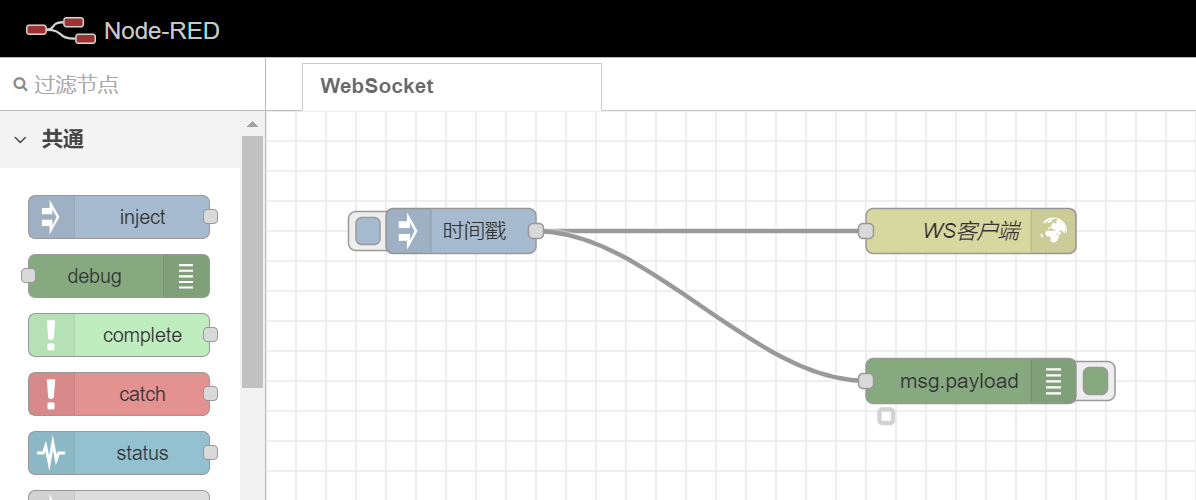 Node-RED
过滤节点
WebSocket
共通
inject
时间戳
WS客户端
debug
complete
msg.payload
catch
status